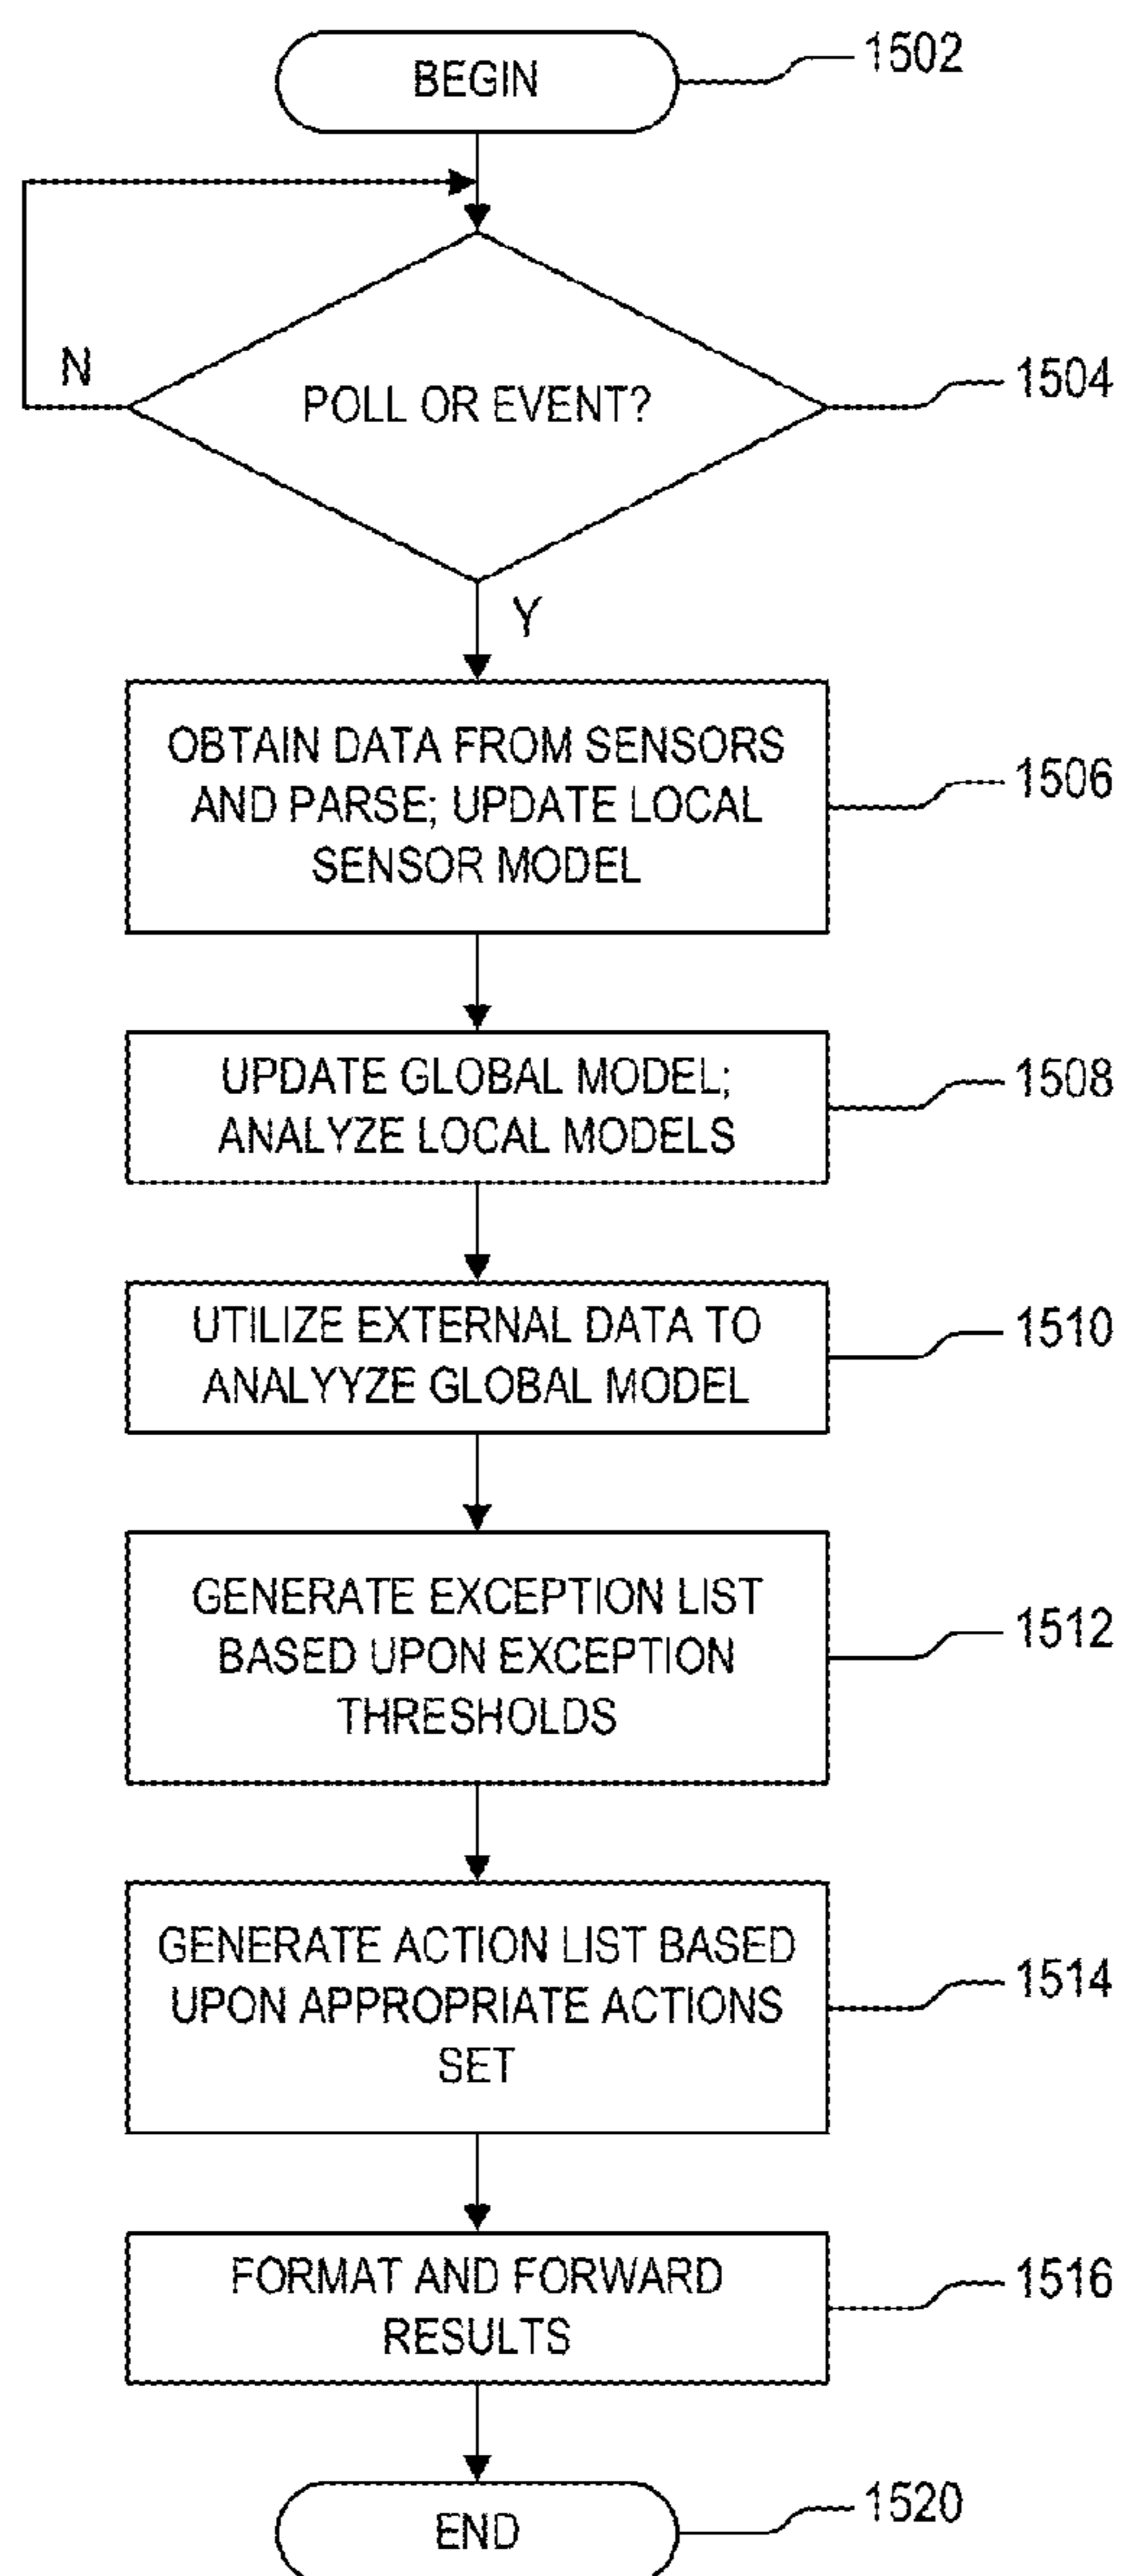 BEGIN
1502
N
POLL OR EVENT?
1504
Y
OBTAIN DATA FROM SENSORS
AND PARSE; UPDATE LOCAL
SENSOR MODEL
1506
UPDATE GLOBAL MODEL;
ANALYZE LOCAL MODELS
1508
UTILIZE EXTERNAL DATA TO
ANALYYZE GLOBAL MODEL
1510
GENERATE EXCEPTION LIST
BASED UPON EXCEPTION
THRESHOLDS
1512
GENERATE ACTION LIST BASED
UPON APPROPRIATE ACTIONS
SET
1514
FORMAT AND FORWARD
RESULTS
1516
END
1520